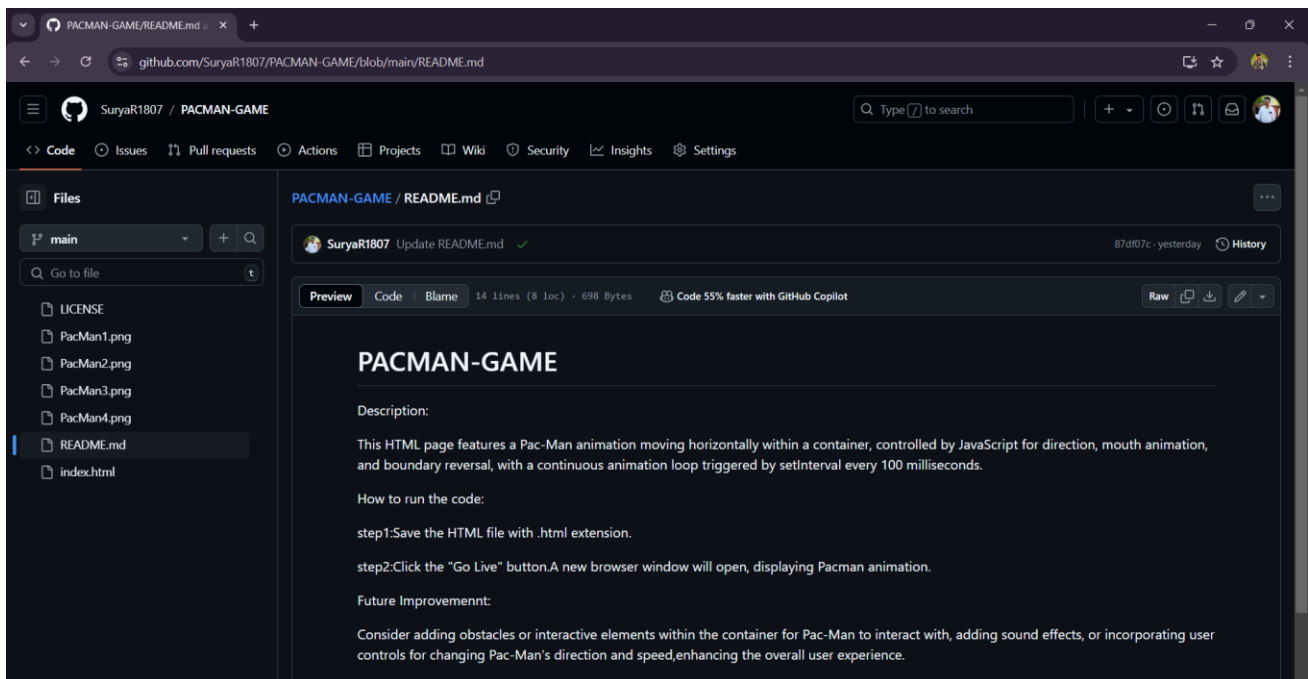 PACMAN-GAME/README.md a
github.com/SuryaR1807/PACMAN-GAME/blob/main/README.md
SuryaR1807 / PACMAN-GAME
Type / to search
<> Code Issues Pull requests Actions Projects Wiki Security Insights Settings
Files
main
Go to file t
LICENSE
PacMan1.png
PacMan2.png
PacMan3.png
PacMan4.png
README.md
index.html
PACMAN-GAME / README.md
SuryaR1807 Update README.md 87df07c · yesterday History
Preview Code Blame 14 lines (8 loc) · 698 Bytes Code 55% faster with GitHub Copilot Raw
PACMAN-GAME
Description:
This HTML page features a Pac-Man animation moving horizontally within a container, controlled by JavaScript for direction, mouth animation,
and boundary reversal, with a continuous animation loop triggered by setInterval every 100 milliseconds.
How to run the code:
step1:Save the HTML file with .html extension.
step2:Click the "Go Live" button.A new browser window will open, displaying Pacman animation.
Future Improvemennt:
Consider adding obstacles or interactive elements within the container for Pac-Man to interact with, adding sound effects, or incorporating user
controls for changing Pac-Man's direction and speed,enhancing the overall user experience.